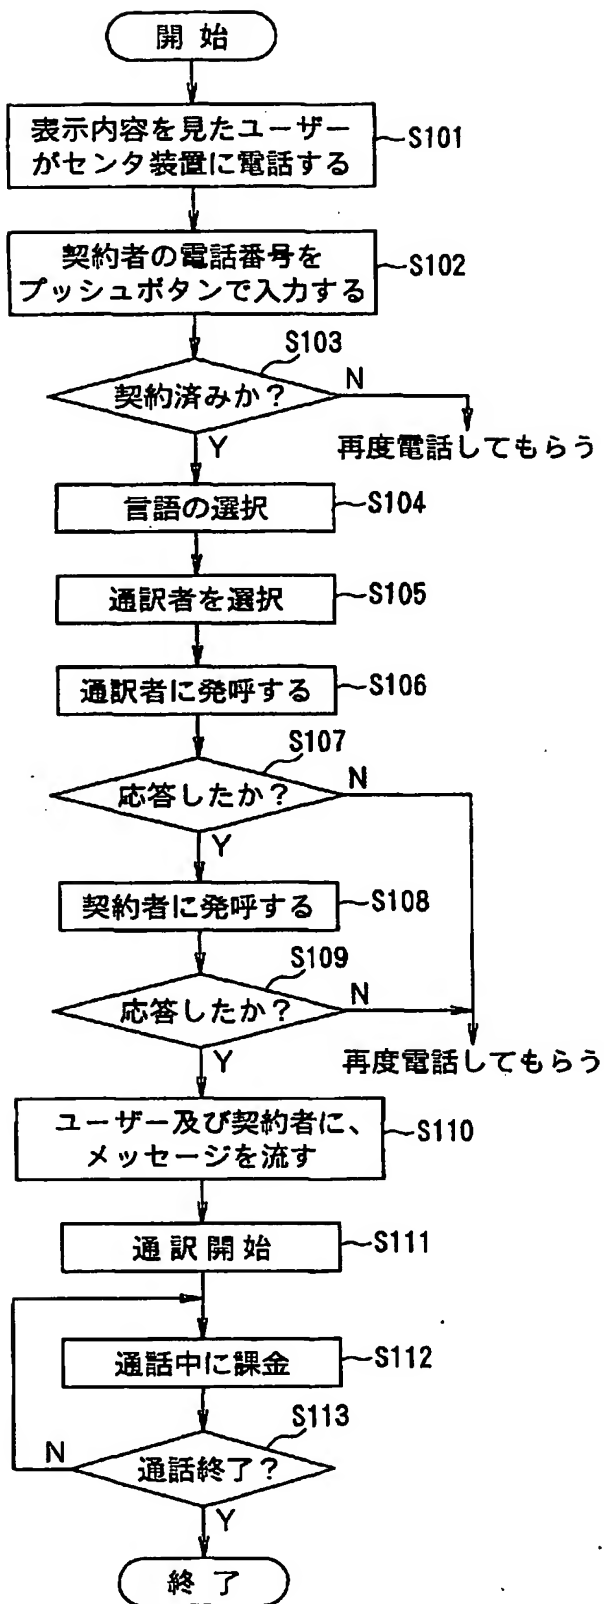 開始
表示内容を見たユーザー
がセンタ装置に電話する
S101
契約者の電話番号を
プッシュボタンで入力する
S102
S103
契約済みか?
N
Y
再度電話してもらう
言語の選択
S104
通訳者を選択
S105
通訳者に発呼する
S106
S107
応答したか?
N
Y
契約者に発呼する
S108
S109
応答したか?
N
Y
再度電話してもらう
ユーザー及び契約者に、
メッセージを流す
S110
通訳開始
S111
通話中に課金
S112
S113
通話終了?
N
Y
終了